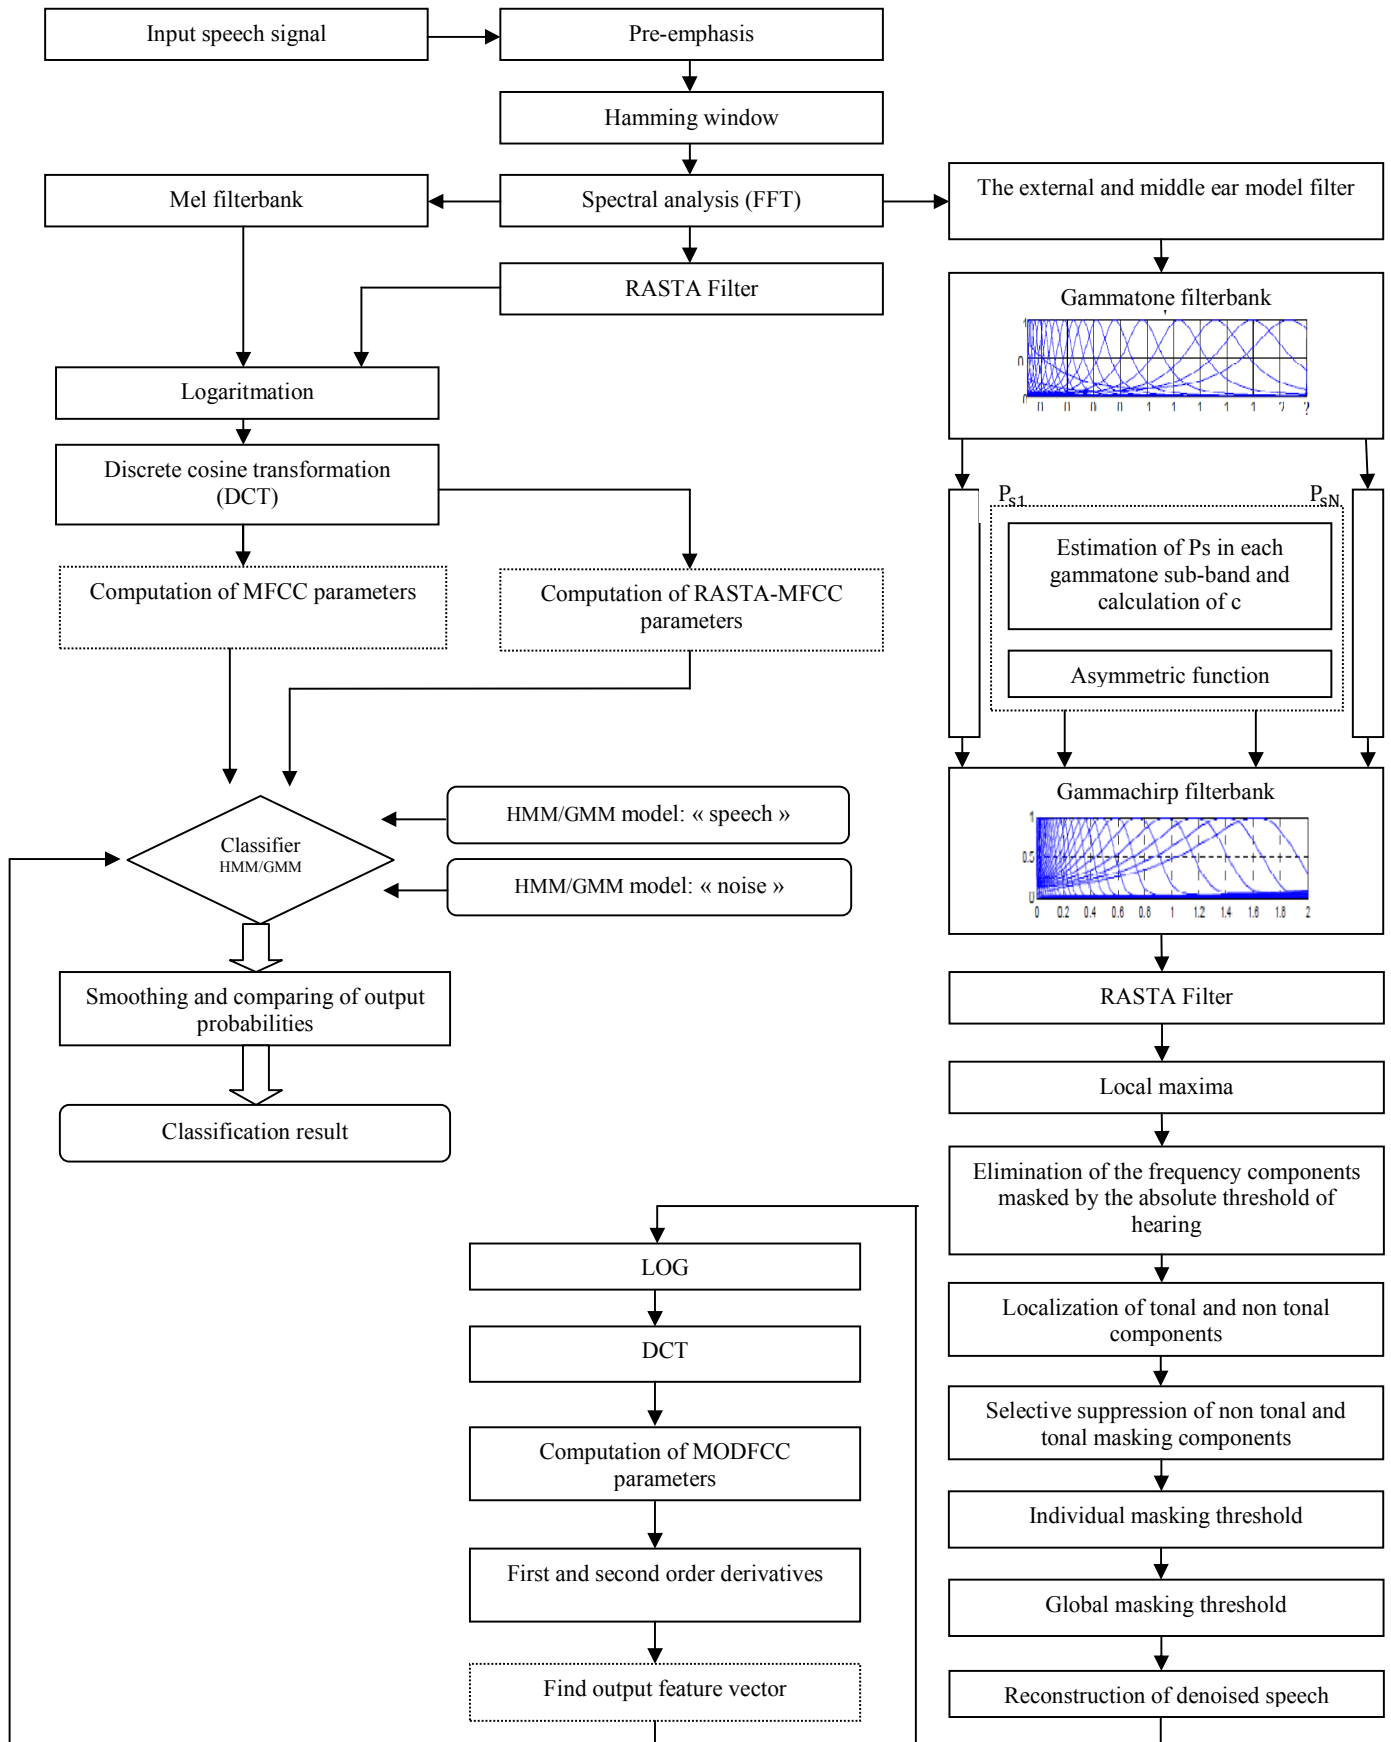 Input speech signal
Pre-emphasis
Hamming window
Mel filterbank
Spectral analysis (FFT)
The external and middle ear model filter
RASTA Filter
Gammatone filterbank
Logaritmation
Discrete cosine transformation
(DCT)
P_s1
P_sN
Estimation of Ps in each
gammatone sub-band and
calculation of c
Asymmetric function
Computation of MFCC parameters
Computation of RASTA-MFCC
parameters
Gammachirp filterbank
1
0.5
0
0 0.2 0.4 0.6 0.8 1 1.2 1.4 1.6 1.8 2
HMM/GMM model: « speech »
Classifier
HMM/GMM
HMM/GMM model: « noise »
Smoothing and comparing of output
probabilities
Classification result
RASTA Filter
Local maxima
Elimination of the frequency components
masked by the absolute threshold of
hearing
Localization of tonal and non tonal
components
Selective suppression of non tonal and
tonal masking components
Individual masking threshold
Global masking threshold
Reconstruction of denoised speech
LOG
DCT
Computation of MODFCC
parameters
First and second order derivatives
Find output feature vector